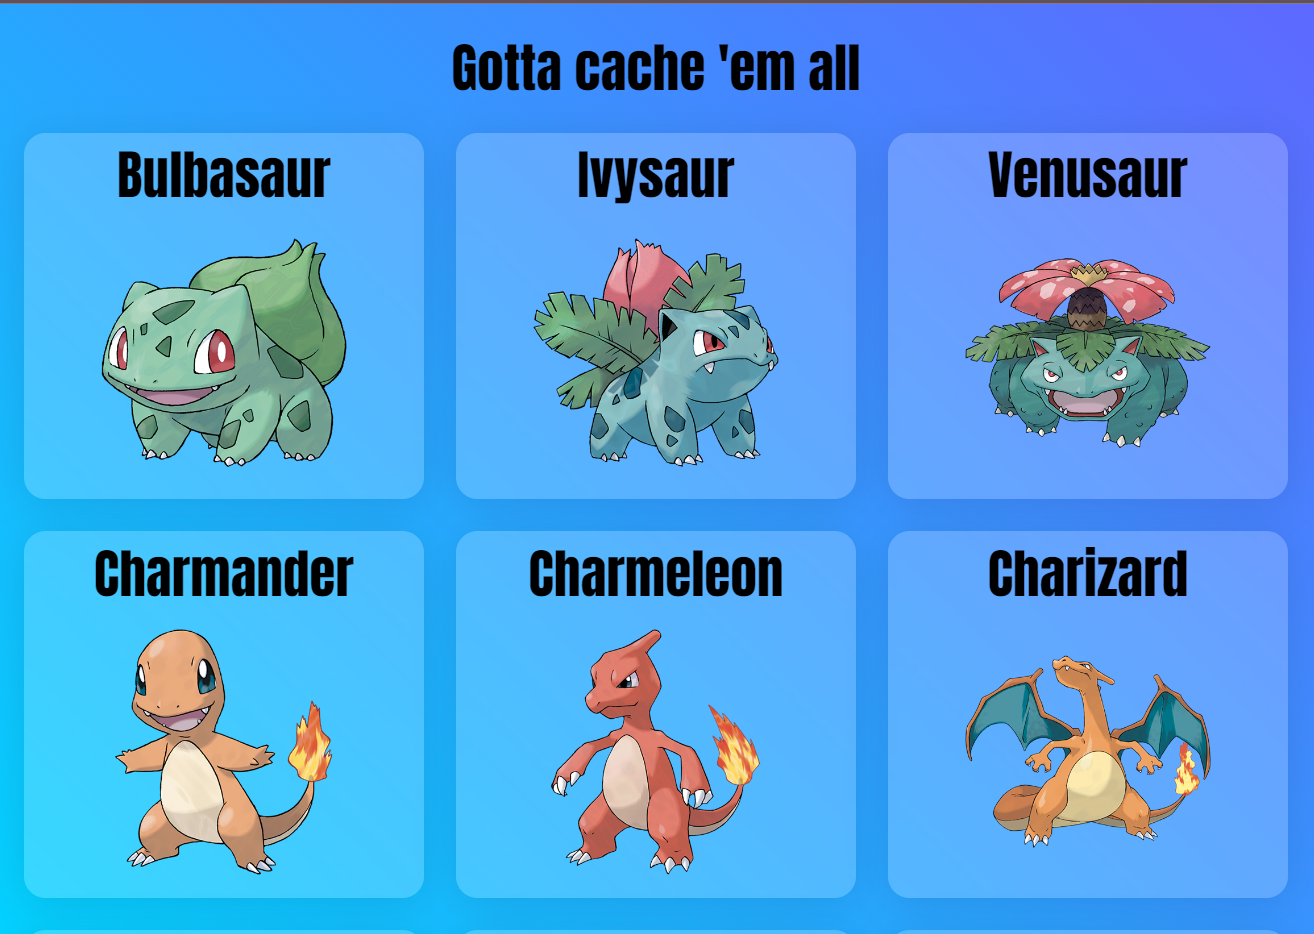 Gotta cache 'em all
Bulbasaur
Ivysaur
Venusaur
Charmander
Charmeleon
Charizard